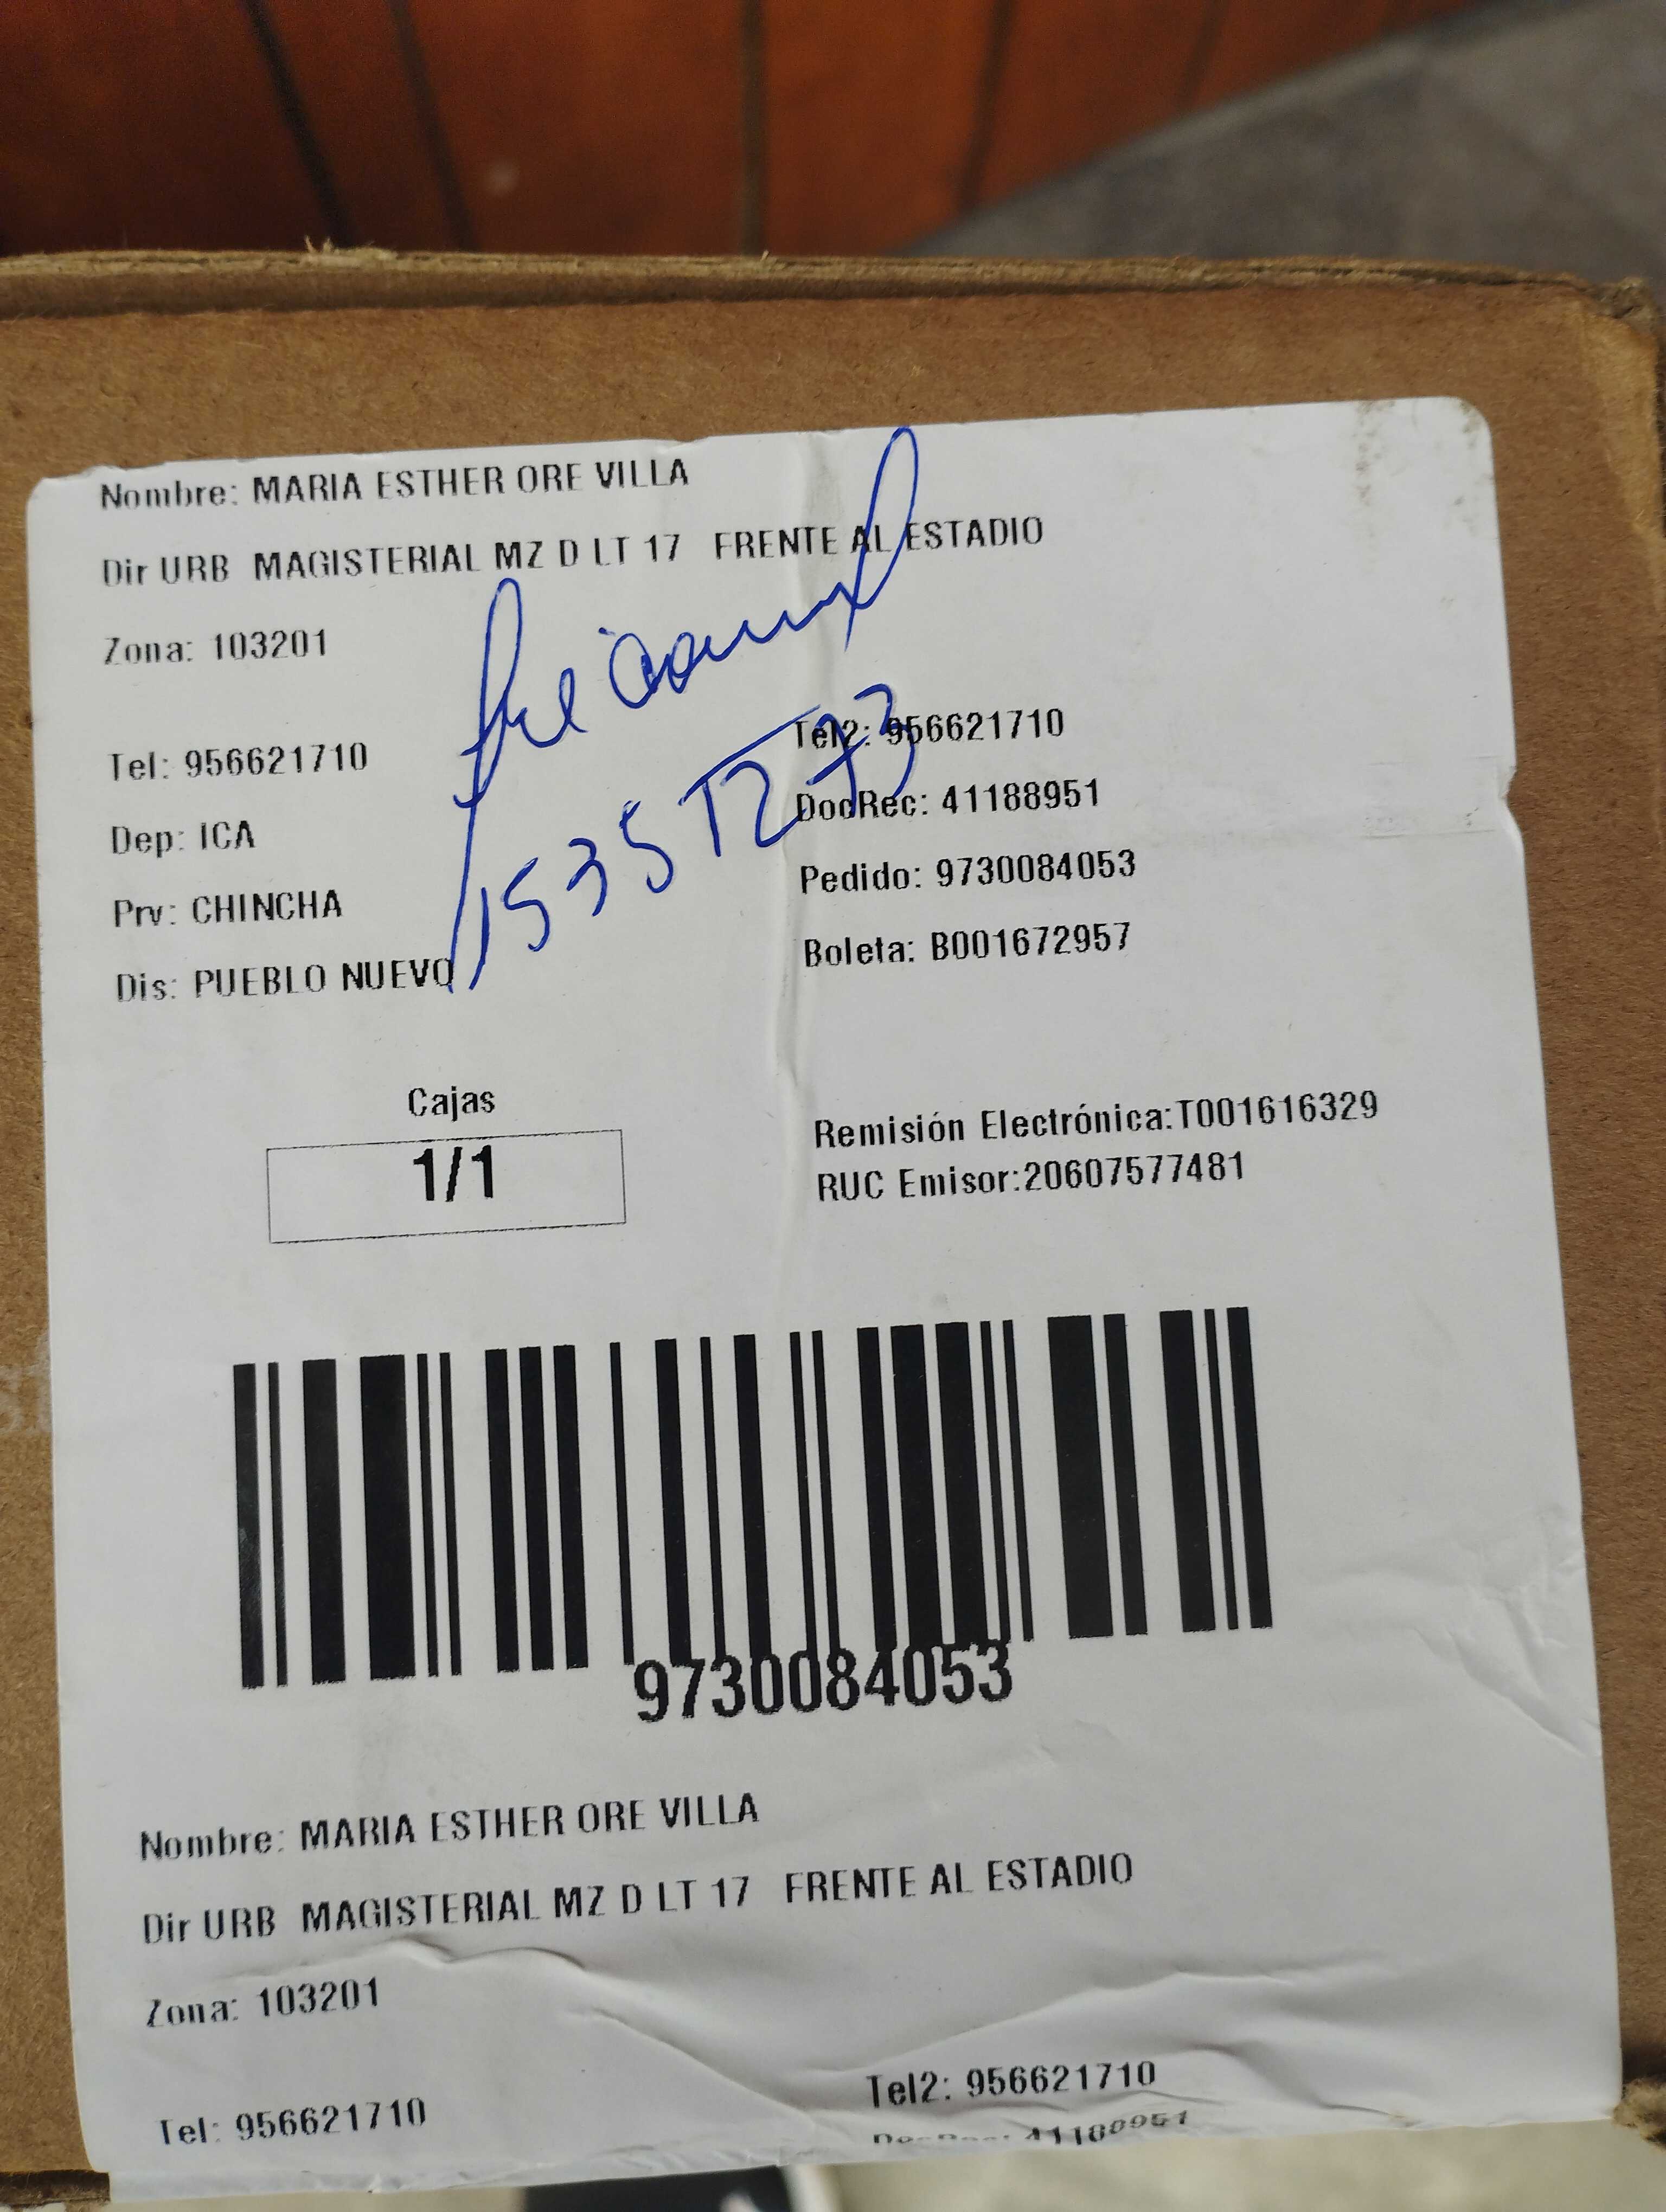 Nombre: MARIA ESTHER ORE VILLA
Dir URB MAGISTERIAL MZ D LT 17 FRENTE AL ESTADIO
Zona: 103201
Tel: 956621710
Tel2: 956621710
Dep: ICA
DocRec: 41188951
Prv: CHINCHA
Pedido: 9730084053
Dis: PUEBLO NUEVO
Boleta: B001672957
Cajas
1/1
Remisión Electrónica:T001616329
RUC Emisor:20607577481
9730084053
Nombre: MARIA ESTHER ORE VILLA
Dir URB MAGISTERIAL MZ D LT 17 FRENTE AL ESTADIO
Zona: 103201
Tel: 956621710
Tel2: 956621710